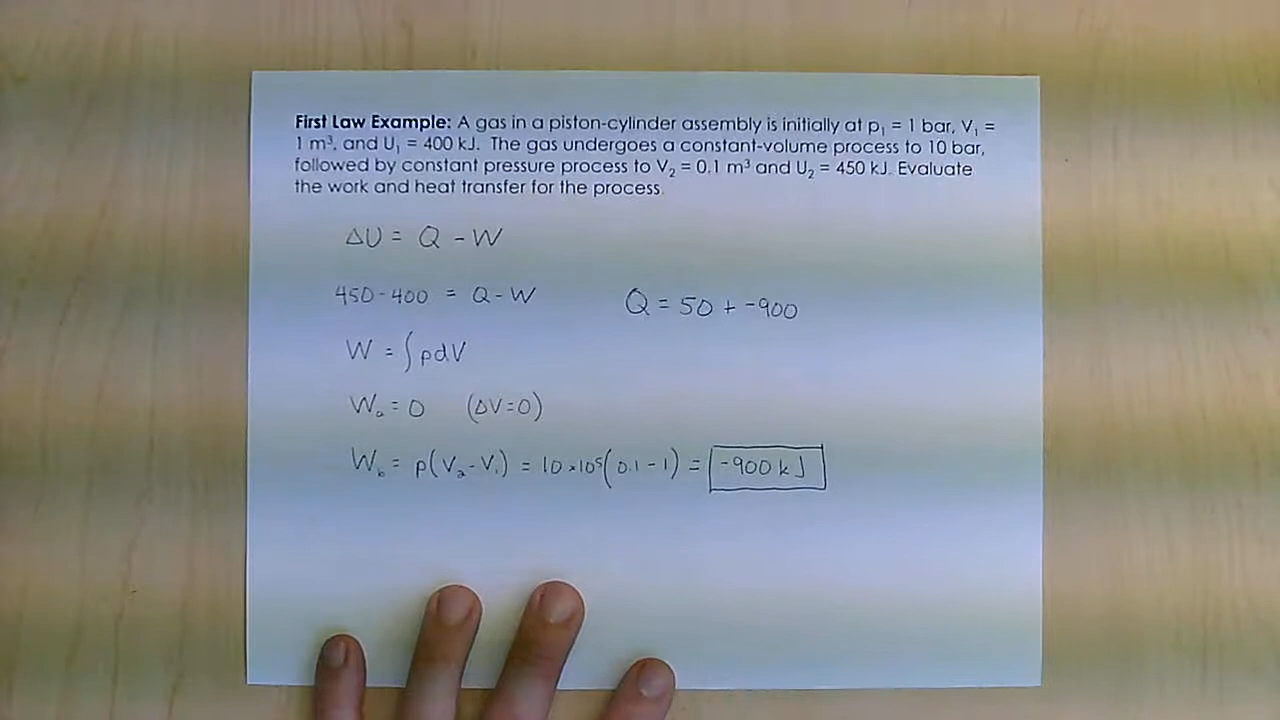 First Law Example: A gas in a piston-cylinder assembly is initially at p₁ = 1 bar, V₁ =
1 m³, and U₁ = 400 kJ. The gas undergoes a constant-volume process to 10 bar,
followed by constant pressure process to V₂ = 0.1 m³ and U₂ = 450 kJ. Evaluate
the work and heat transfer for the process.
ΔU = Q - W
450-400 = Q-W
Q = 50 + -900
W = ∫pdV
Wₐ = 0 (ΔV=0)
W_b = p(V₂-V₁) = 10×10⁵(0.1-1) = -900 kJ